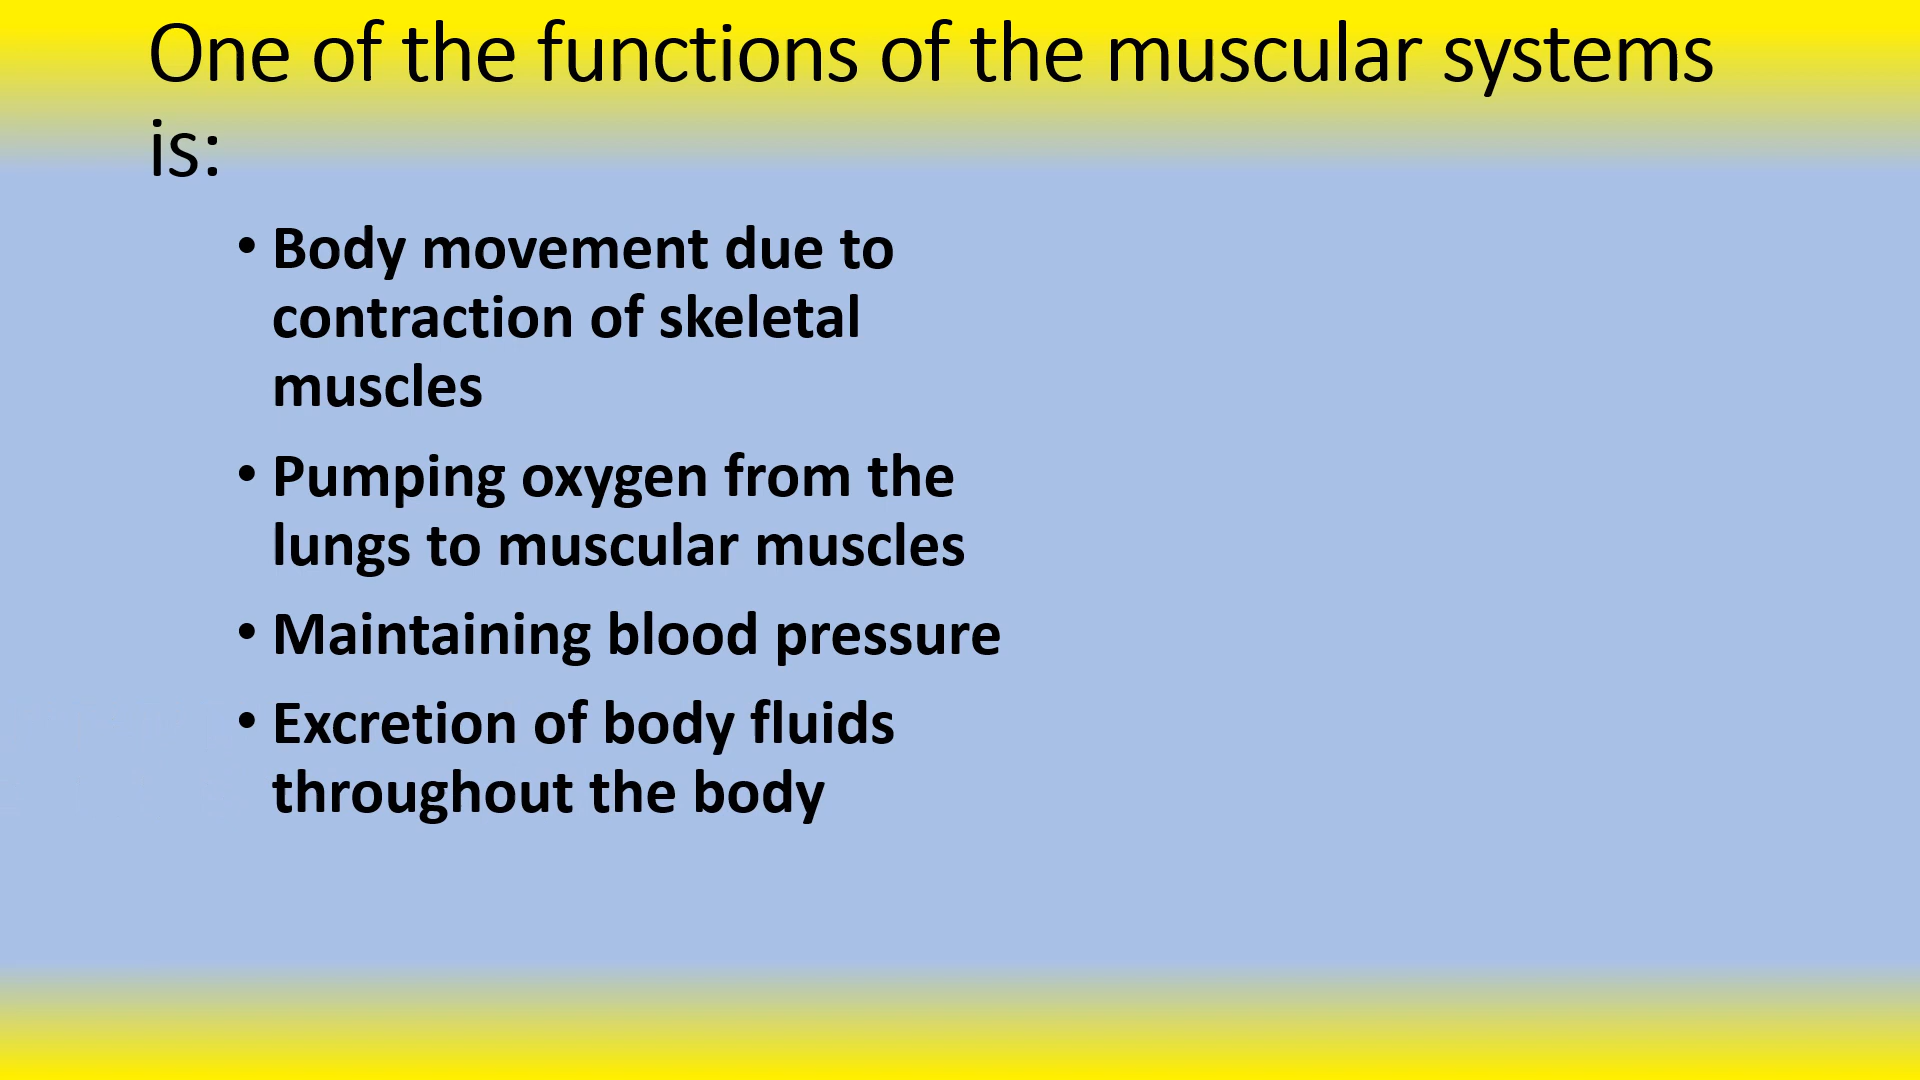 One of the functions of the muscular systems
is:
• Body movement due to
contraction of skeletal
muscles
• Pumping oxygen from the
lungs to muscular muscles
• Maintaining blood pressure
• Excretion of body fluids
throughout the body